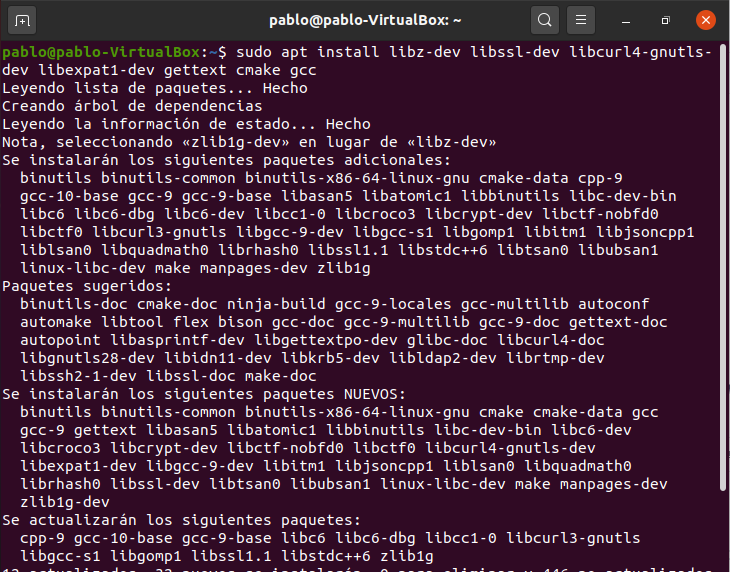 pablo@pablo-VirtualBox: ~
pablo@pablo-VirtualBox:~$ sudo apt install libz-dev libssl-dev libcurl4-gnutls-
dev libexpat1-dev gettext cmake gcc
Leyendo lista de paquetes... Hecho
Creando árbol de dependencias
Leyendo la información de estado... Hecho
Nota, seleccionando «zlib1g-dev» en lugar de «libz-dev»
Se instalarán los siguientes paquetes adicionales:
binutils binutils-common binutils-x86-64-linux-gnu cmake-data cpp-9
gcc-10-base gcc-9 gcc-9-base libasan5 libatomic1 libbinutils libc-dev-bin
libc6 libc6-dbg libc6-dev libcc1-0 libcroco3 libcrypt-dev libctf-nobfd0
libctf0 libcurl3-gnutls libgcc-9-dev libgcc-s1 libgomp1 libitm1 libjsoncpp1
liblsan0 libquadmath0 librhash0 libssl1.1 libstdc++6 libtsan0 libubsan1
linux-libc-dev make manpages-dev zlib1g
Paquetes sugeridos:
binutils-doc cmake-doc ninja-build gcc-9-locales gcc-multilib autoconf
automake libtool flex bison gcc-doc gcc-9-multilib gcc-9-doc gettext-doc
autopoint libasprintf-dev libgettextpo-dev glibc-doc libcurl4-doc
libgnutls28-dev libidn11-dev libkrb5-dev libldap2-dev librtmp-dev
libssh2-1-dev libssl-doc make-doc
Se instalarán los siguientes paquetes NUEVOS:
binutils binutils-common binutils-x86-64-linux-gnu cmake cmake-data gcc
gcc-9 gettext libasan5 libatomic1 libbinutils libc-dev-bin libc6-dev
libcroco3 libcrypt-dev libctf-nobfd0 libctf0 libcurl4-gnutls-dev
libexpat1-dev libgcc-9-dev libitm1 libjsoncpp1 liblsan0 libquadmath0
librhash0 libssl-dev libtsan0 libubsan1 linux-libc-dev make manpages-dev
zlib1g-dev
Se actualizarán los siguientes paquetes:
cpp-9 gcc-10-base gcc-9-base libc6 libc6-dbg libcc1-0 libcurl3-gnutls
libgcc-s1 libgomp1 libssl1.1 libstdc++6 zlib1g